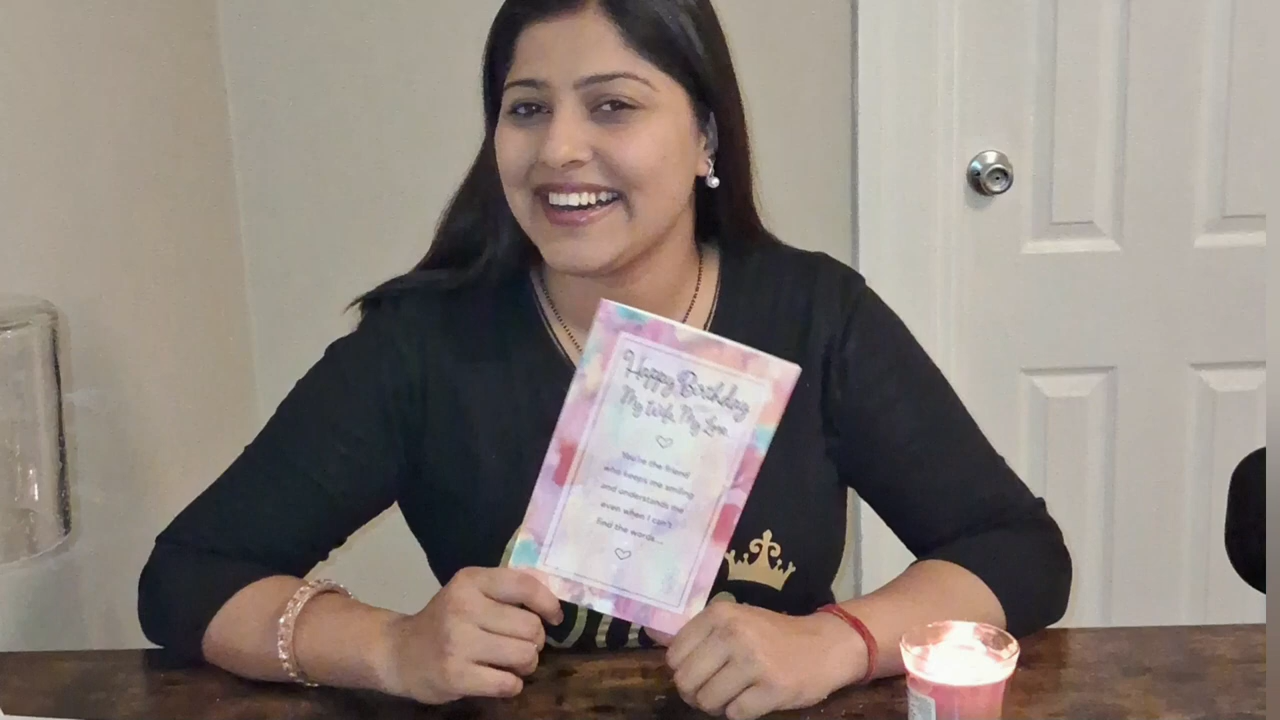 Happy Birthday
My Wife, My Love
You're the friend
who keeps me smiling
and understands me
even when I can't
find the words...